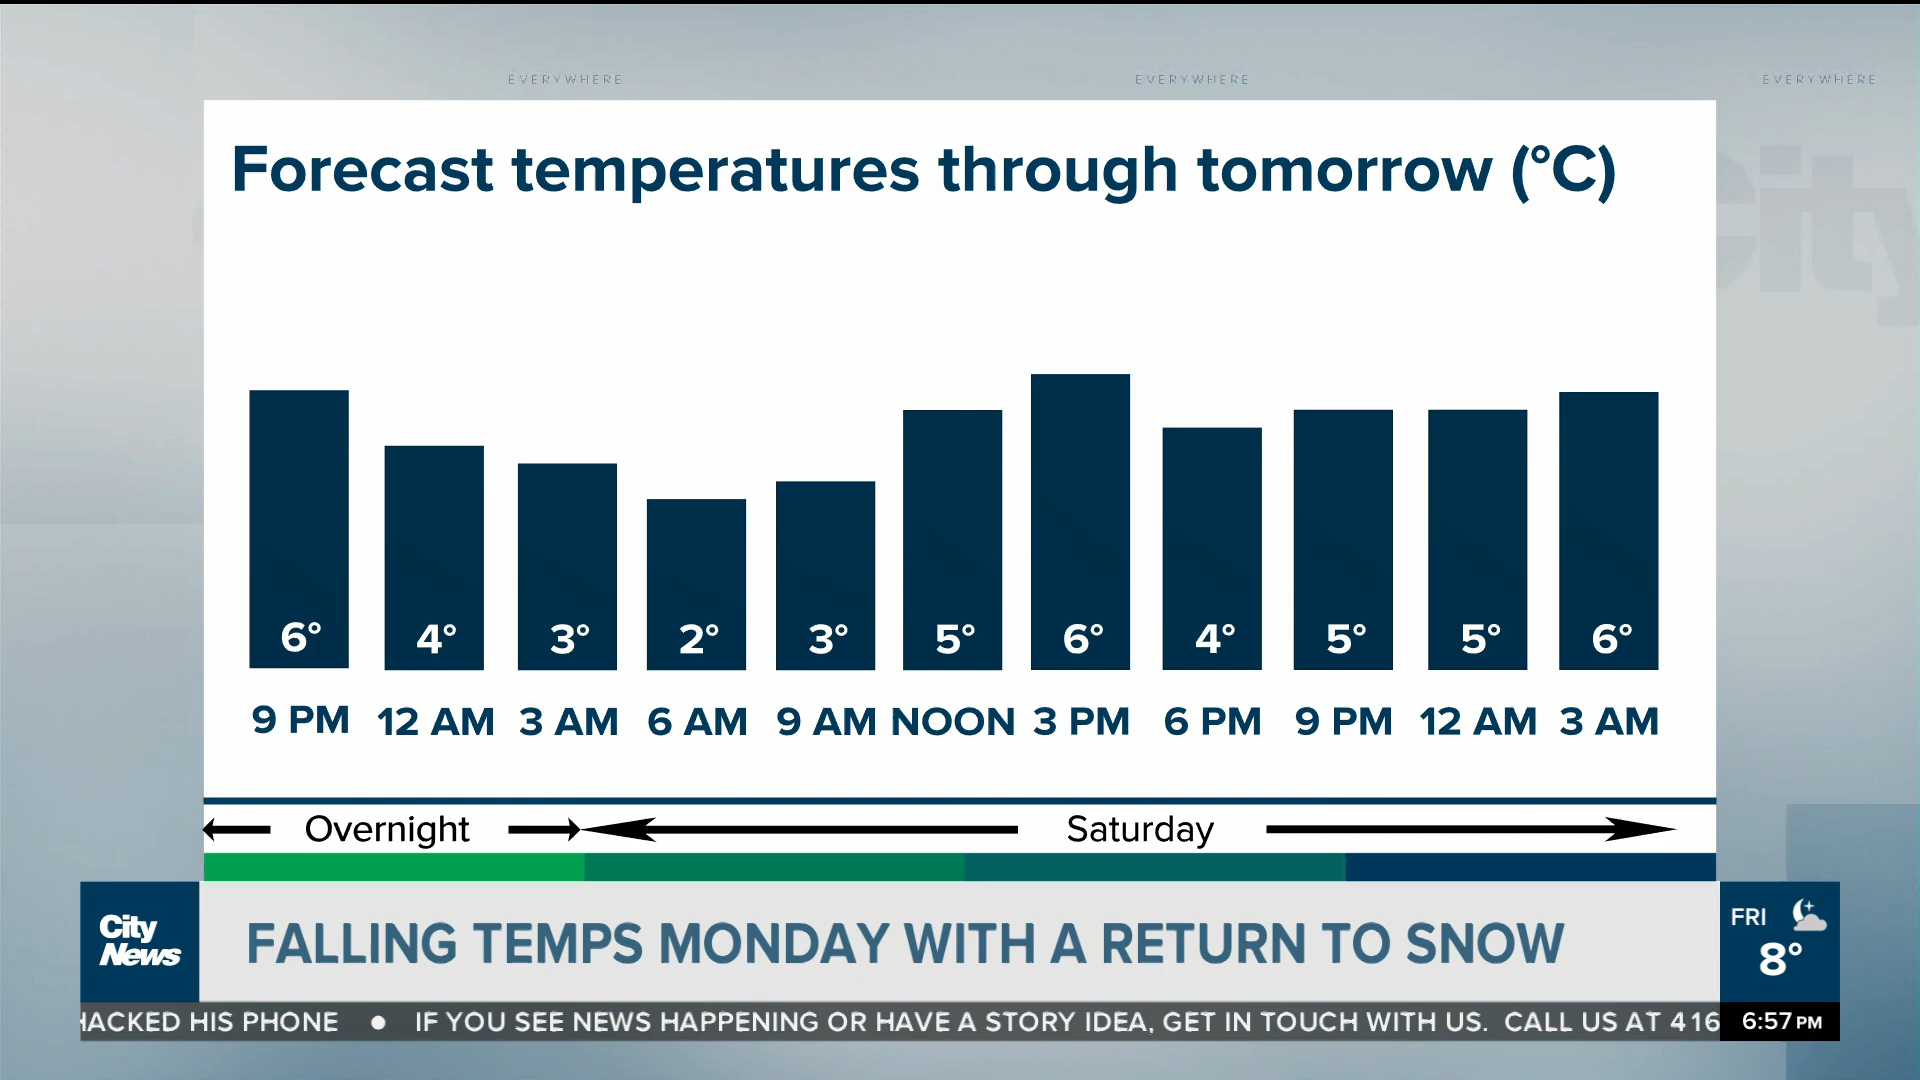 EVERYWHERE EVERYWHERE EVERYWHERE
City
Forecast temperatures through tomorrow (°C)
6° 4° 3° 2° 3° 5° 6° 4° 5° 5° 6°
9 PM 12 AM 3 AM 6 AM 9 AM NOON 3 PM 6 PM 9 PM 12 AM 3 AM
Overnight Saturday
City
News
FALLING TEMPS MONDAY WITH A RETURN TO SNOW
FRI
8°
HACKED HIS PHONE ● IF YOU SEE NEWS HAPPENING OR HAVE A STORY IDEA, GET IN TOUCH WITH US. CALL US AT 416
6:57 PM